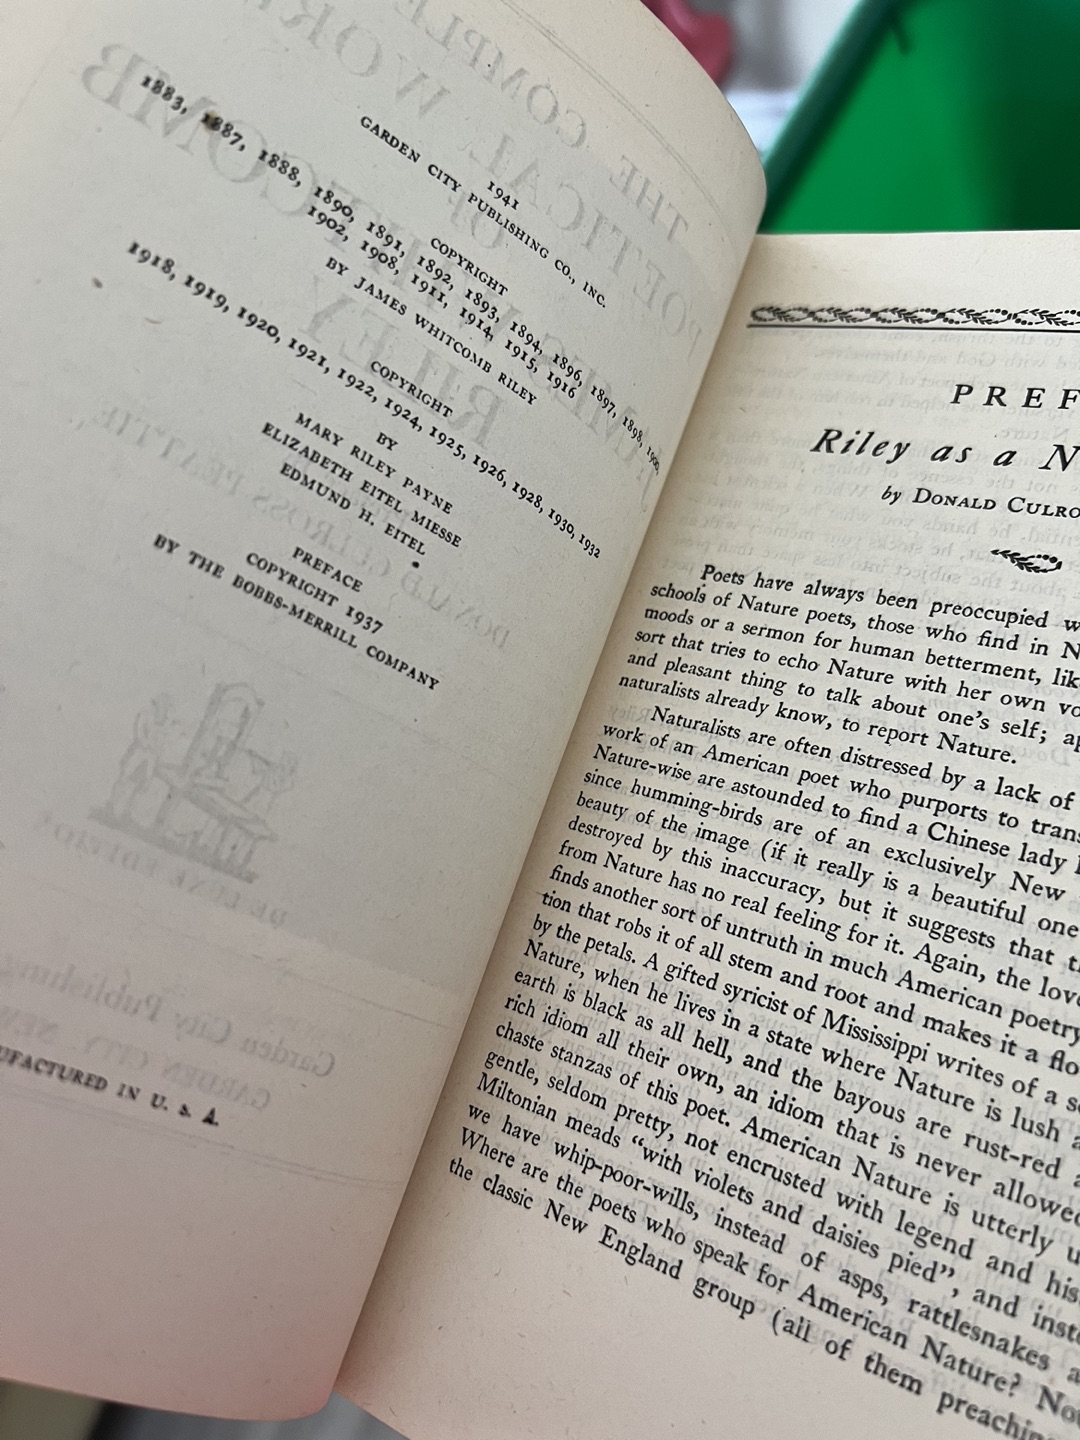 1941
GARDEN CITY PUBLISHING CO., INC.
COPYRIGHT
1883, 1887, 1888, 1890, 1891, 1892, 1893, 1894, 1896, 1897, 1898, 1900
1902, 1908, 1911, 1914, 1915, 1916
BY JAMES WHITCOMB RILEY
COPYRIGHT
1918, 1919, 1920, 1921, 1922, 1924, 1925, 1926, 1928, 1930, 1932
BY
MARY RILEY PAYNE
ELIZABETH EITEL MIESSE
EDMUND H. EITEL
PREFACE
COPYRIGHT 1937
BY THE BOBBS-MERRILL COMPANY
UFACTURED IN U. S. A.
PREF
Riley as a N
by DONALD CULRO
Poets have always been preoccupied w
schools of Nature poets, those who find in N
moods or a sermon for human betterment, lik
sort that tries to echo Nature with her own vo
and pleasant thing to talk about one's self; ap
naturalists already know, to report Nature.
Naturalists are often distressed by a lack of
work of an American poet who purports to trans
Nature-wise are astounded to find a Chinese lady
since humming-birds are of an exclusively New
beauty of the image (if it really is a beautiful one
destroyed by this inaccuracy, but it suggests that th
from Nature has no real feeling for it. Again, the love
finds another sort of untruth in much American poetry
tion that robs it of all stem and root and makes it a flo
by the petals. A gifted syricist of Mississippi writes of a s
Nature, when he lives in a state where Nature is lush a
earth is black as all hell, and the bayous are rust-red a
rich idiom all their own, an idiom that is never allowed
chaste stanzas of this poet. American Nature is utterly u
gentle, seldom pretty, not encrusted with legend and his
Miltonian meads "with violets and daisies pied", and inst
we have whip-poor-wills, instead of asps, rattlesnakes a
Where are the poets who speak for American Nature? No
the classic New England group (all of them preachin